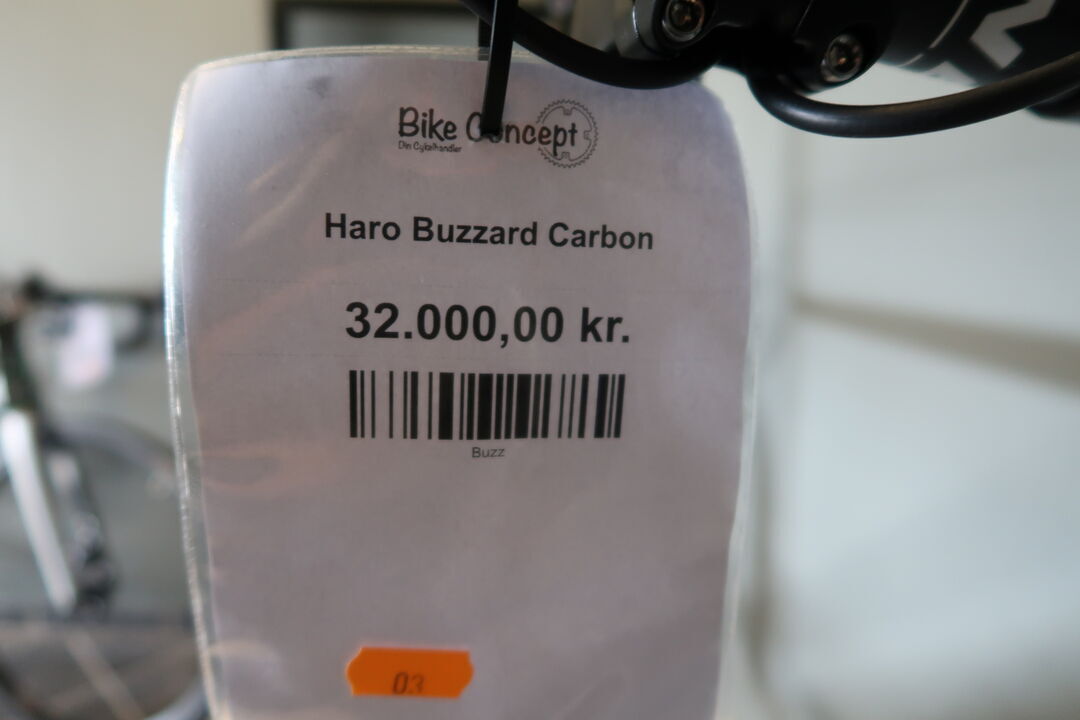 Bike Concept
Din Cykelhandler
Haro Buzzard Carbon
32.000,00 kr.
Buzz
03